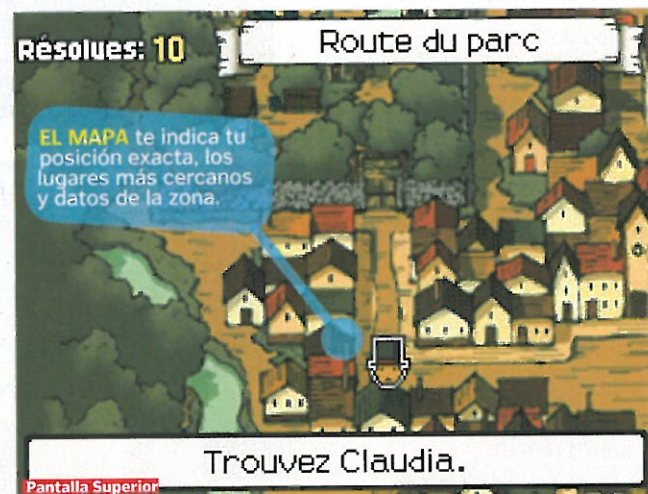 Résolues: 10
Route du parc
EL MAPA te indica tu
posición exacta, los
lugares más cercanos
y datos de la zona.
Trouvez Claudia.
Pantalla Superior